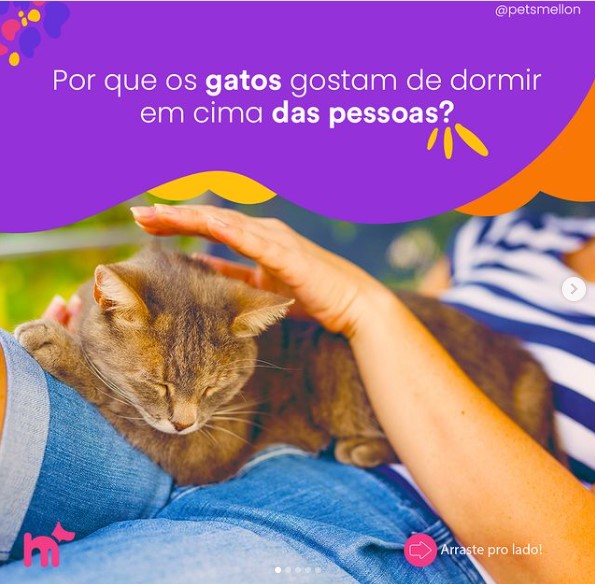 @petsmellon
Por que os gatos gostam de dormir
em cima das pessoas?
m
Arraste pro lado!